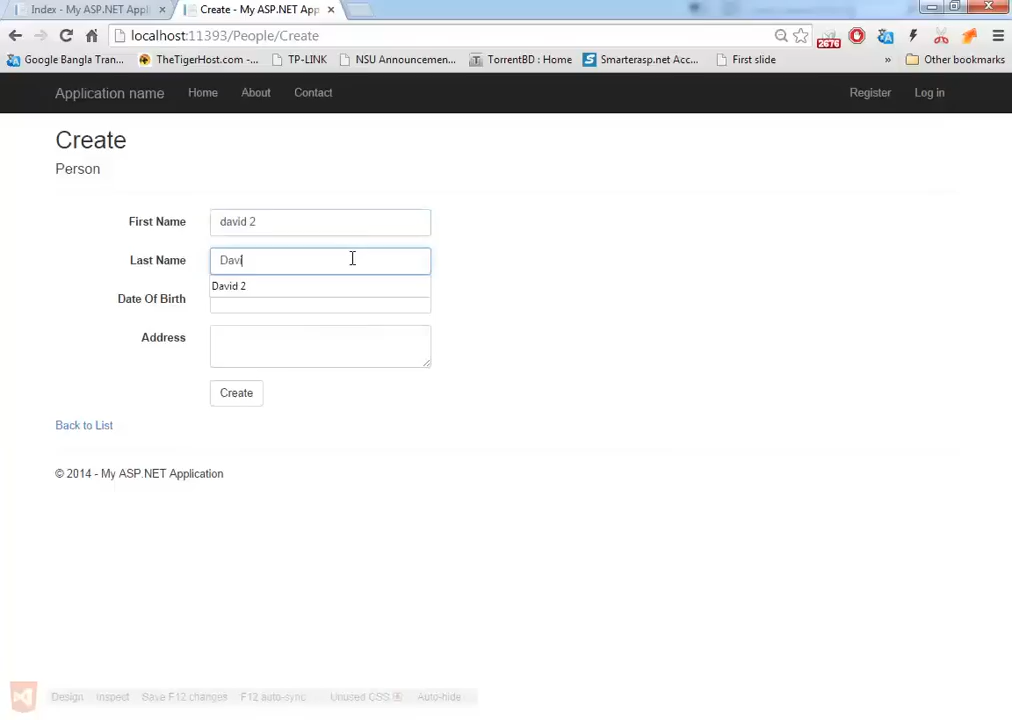 Index - My ASP.NET Appli
Create - My ASP.NET App
localhost:11393/People/Create
2676
Google Bangla Tran...
TheTigerHost.com -...
TP-LINK
NSU Announcemen...
TorrentBD : Home
Smarterasp.net Acc...
First slide
»
Other bookmarks
Application name
Home
About
Contact
Register
Log in
Create
Person
First Name
david 2
Last Name
Davi
David 2
Date Of Birth
Address
Create
Back to List
© 2014 - My ASP.NET Application
Design
Inspect
Save F12 changes
F12 auto-sync
Unused CSS
Auto-hide